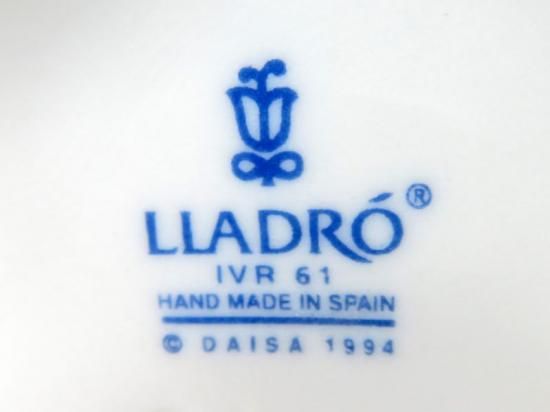 LLADRÓ®
IVR 61
HAND MADE IN SPAIN
© DAISA 1994